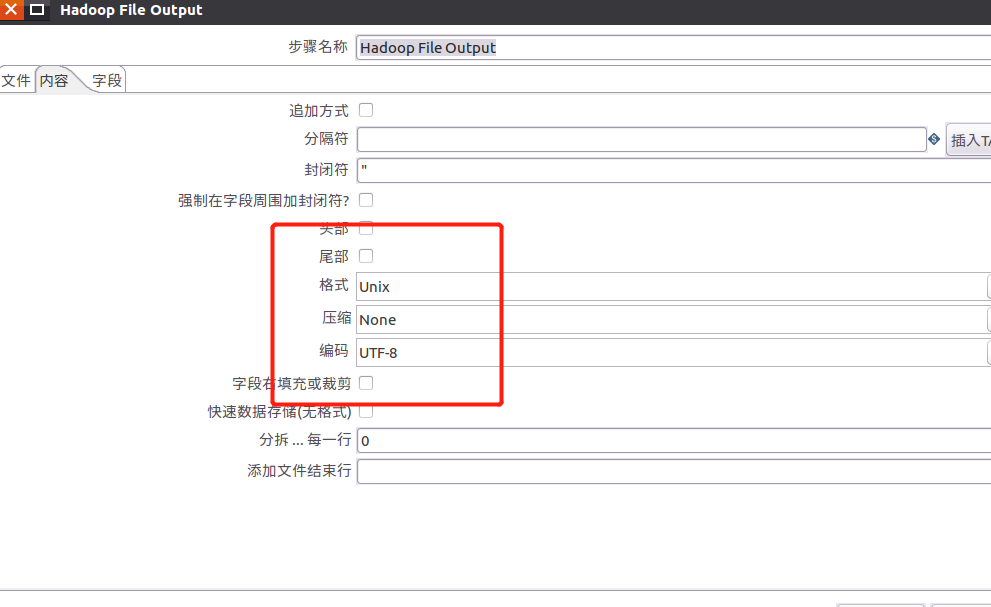 Hadoop File Output
步骤名称 Hadoop File Output
文件 内容 字段
追加方式
分隔符 插入TA
封闭符 "
强制在字段周围加封闭符?
头部
尾部
格式 Unix
压缩 None
编码 UTF-8
字段右填充或裁剪
快速数据存储(无格式)
分拆 ... 每一行 0
添加文件结束行